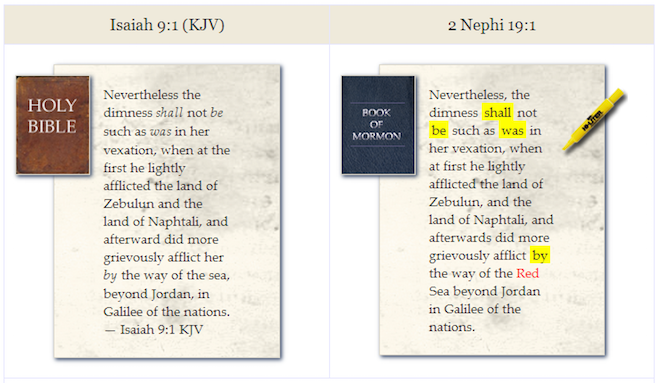 Isaiah 9:1 (KJV)
HOLY
BIBLE
Nevertheless the
dimness shall not be
such as was in her
vexation, when at the
first he lightly
afflicted the land of
Zebulun and the
land of Naphtali, and
afterward did more
grievously afflict her
by the way of the sea,
beyond Jordan, in
Galilee of the nations.
— Isaiah 9:1 KJV
2 Nephi 19:1
BOOK
OF
MORMON
Nevertheless, the
dimness shall not
be such as was in
her vexation, when
at first he lightly
afflicted the land of
Zebulun, and the
land of Naphtali, and
afterwards did more
grievously afflict by
the way of the Red
Sea beyond Jordan
in Galilee of the
nations.
HI-LITER